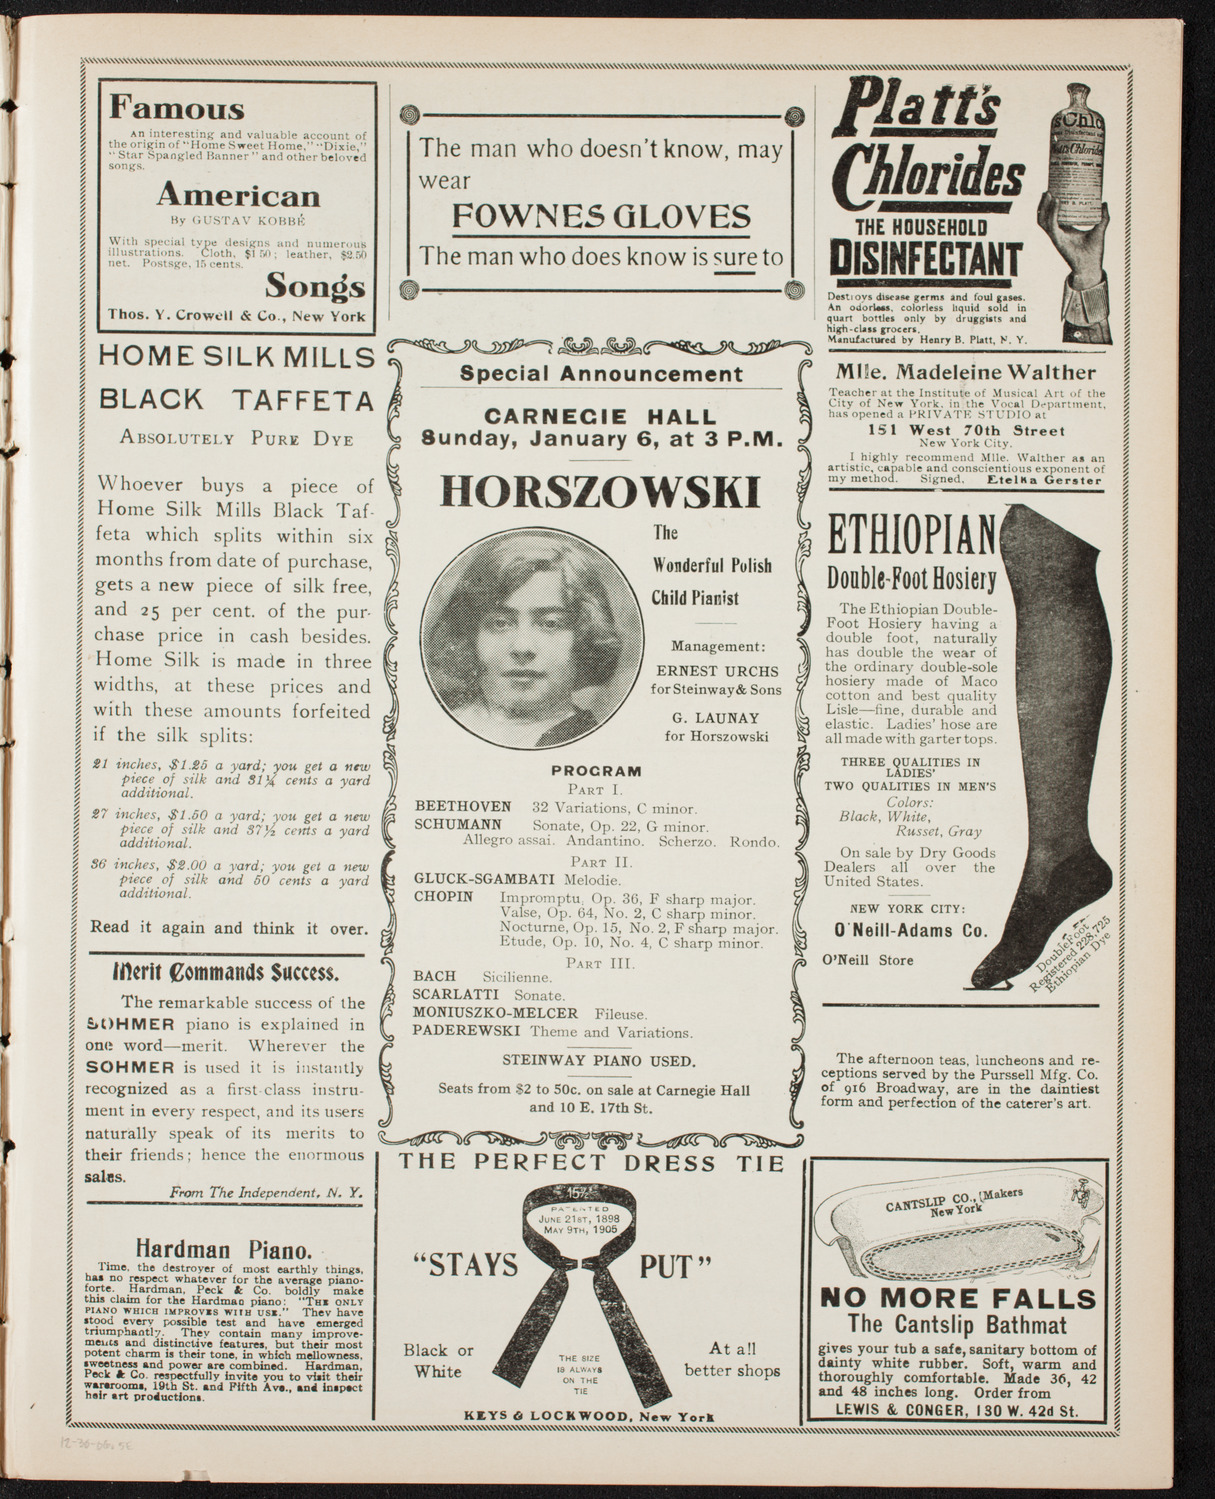 Famous
An interesting and valuable account of
the origin of "Home Sweet Home," "Dixie,"
"Star Spangled Banner" and other beloved
songs.
American
By GUSTAV KOBBÉ
With special type designs and numerous
illustrations. Cloth, $1 50; leather, $2.50
net. Postsge, 15 cents.
Songs
Thos. Y. Crowell & Co., New York
HOME SILK MILLS
BLACK TAFFETA
ABSOLUTELY PURE DYE
Whoever buys a piece of
Home Silk Mills Black Taf-
feta which splits within six
months from date of purchase,
gets a new piece of silk free,
and 25 per cent. of the pur-
chase price in cash besides.
Home Silk is made in three
widths, at these prices and
with these amounts forfeited
if the silk splits:
21 inches, $1.25 a yard; you get a new
piece of silk and 31¼ cents a yard
additional.
27 inches, $1.50 a yard; you get a new
piece of silk and 37½ cents a yard
additional.
36 inches, $2.00 a yard; you get a new
piece of silk and 50 cents a yard
additional.
Read it again and think it over.
Merit Commands Success.
The remarkable success of the
SOHMER piano is explained in
one word—merit. Wherever the
SOHMER is used it is instantly
recognized as a first-class instru-
ment in every respect, and its users
naturally speak of its merits to
their friends; hence the enormous
sales.
From The Independent, N. Y.
Hardman Piano.
Time, the destroyer of most earthly things,
has no respect whatever for the average piano-
forte. Hardman, Peck & Co. boldly make
this claim for the Hardman piano: "THE ONLY
PIANO WHICH IMPROVES WITH USE." They have
stood every possible test and have emerged
triumphantly. They contain many improve-
ments and distinctive features, but their most
potent charm is their tone, in which mellowness,
sweetness and power are combined. Hardman,
Peck & Co. respectfully invite you to visit their
warerooms, 19th St. and Fifth Ave., and inspect
heir art productions.
The man who doesn't know, may
wear
FOWNES GLOVES
The man who does know is sure to
Special Announcement
CARNEGIE HALL
Sunday, January 6, at 3 P.M.
HORSZOWSKI
The
Wonderful Polish
Child Pianist
Management:
ERNEST URCHS
for Steinway & Sons
G. LAUNAY
for Horszowski
PROGRAM
PART I.
BEETHOVEN 32 Variations, C minor.
SCHUMANN Sonate, Op. 22, G minor.
Allegro assai. Andantino. Scherzo. Rondo.
PART II.
GLUCK-SGAMBATI Melodie.
CHOPIN Impromptu, Op. 36, F sharp major.
Valse, Op. 64, No. 2, C sharp minor.
Nocturne, Op. 15, No. 2, F sharp major.
Etude, Op. 10, No. 4, C sharp minor.
PART III.
BACH Sicilienne.
SCARLATTI Sonate.
MONIUSZKO-MELCER Fileuse.
PADEREWSKI Theme and Variations.
STEINWAY PIANO USED.
Seats from $2 to 50c. on sale at Carnegie Hall
and 10 E. 17th St.
THE PERFECT DRESS TIE
15½
PATENTED
JUNE 21ST, 1898
MAY 9TH, 1905
"STAYS PUT"
Black or
White
THE SIZE
IS ALWAYS
ON THE
TIE
At all
better shops
KEYS & LOCKWOOD, New York
Platt's
Chlorides
THE HOUSEHOLD
DISINFECTANT
Destroys disease germs and foul gases.
An odorless, colorless liquid sold in
quart bottles only by druggists and
high-class grocers.
Manufactured by Henry B. Platt, N. Y.
Mlle. Madeleine Walther
Teacher at the Institute of Musical Art of the
City of New York, in the Vocal Department,
has opened a PRIVATE STUDIO at
151 West 70th Street
New York City.
I highly recommend Mlle. Walther as an
artistic, capable and conscientious exponent of
my method. Signed, Etelka Gerster
ETHIOPIAN
Double-Foot Hosiery
The Ethiopian Double-
Foot Hosiery having a
double foot, naturally
has double the wear of
the ordinary double-sole
hosiery made of Maco
cotton and best quality
Lisle—fine, durable and
elastic. Ladies' hose are
all made with garter tops.
THREE QUALITIES IN
LADIES'
TWO QUALITIES IN MEN'S
Colors:
Black, White,
Russet, Gray
On sale by Dry Goods
Dealers all over the
United States.
NEW YORK CITY:
O'Neill-Adams Co.
O'Neill Store
DoubleFoot
Registered 228,725
Ethiopian Dye
The afternoon teas, luncheons and re-
ceptions served by the Purssell Mfg. Co.
of 916 Broadway, are in the daintiest
form and perfection of the caterer's art.
CANTSLIP CO., Makers
New York
NO MORE FALLS
The Cantslip Bathmat
gives your tub a safe, sanitary bottom of
dainty white rubber. Soft, warm and
thoroughly comfortable. Made 36, 42
and 48 inches long. Order from
LEWIS & CONGER, 130 W. 42d St.